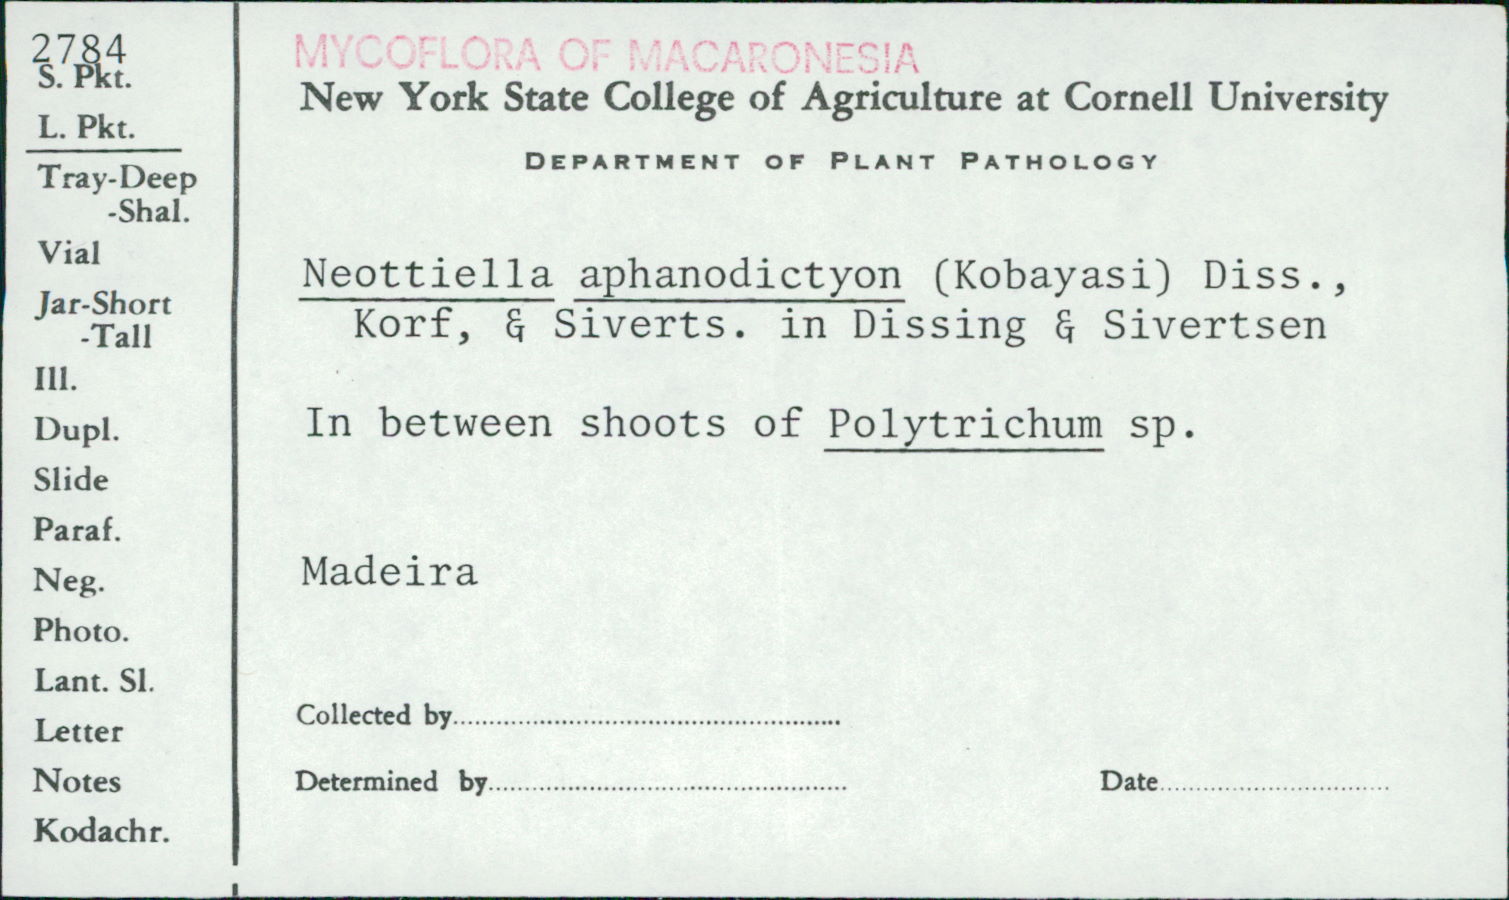 2784
S. Pkt.
L. Pkt.
Tray-Deep
-Shal.
Vial
Jar-Short
-Tall
Ill.
Dupl.
Slide
Paraf.
Neg.
Photo.
Lant. Sl.
Letter
Notes
Kodachr.
MYCOFLORA OF MACARONESIA
New York State College of Agriculture at Cornell University
DEPARTMENT OF PLANT PATHOLOGY
Neottiella aphanodictyon (Kobayasi) Diss.,
Korf, & Siverts. in Dissing & Sivertsen
In between shoots of Polytrichum sp.
Madeira
Collected by
Determined by
Date